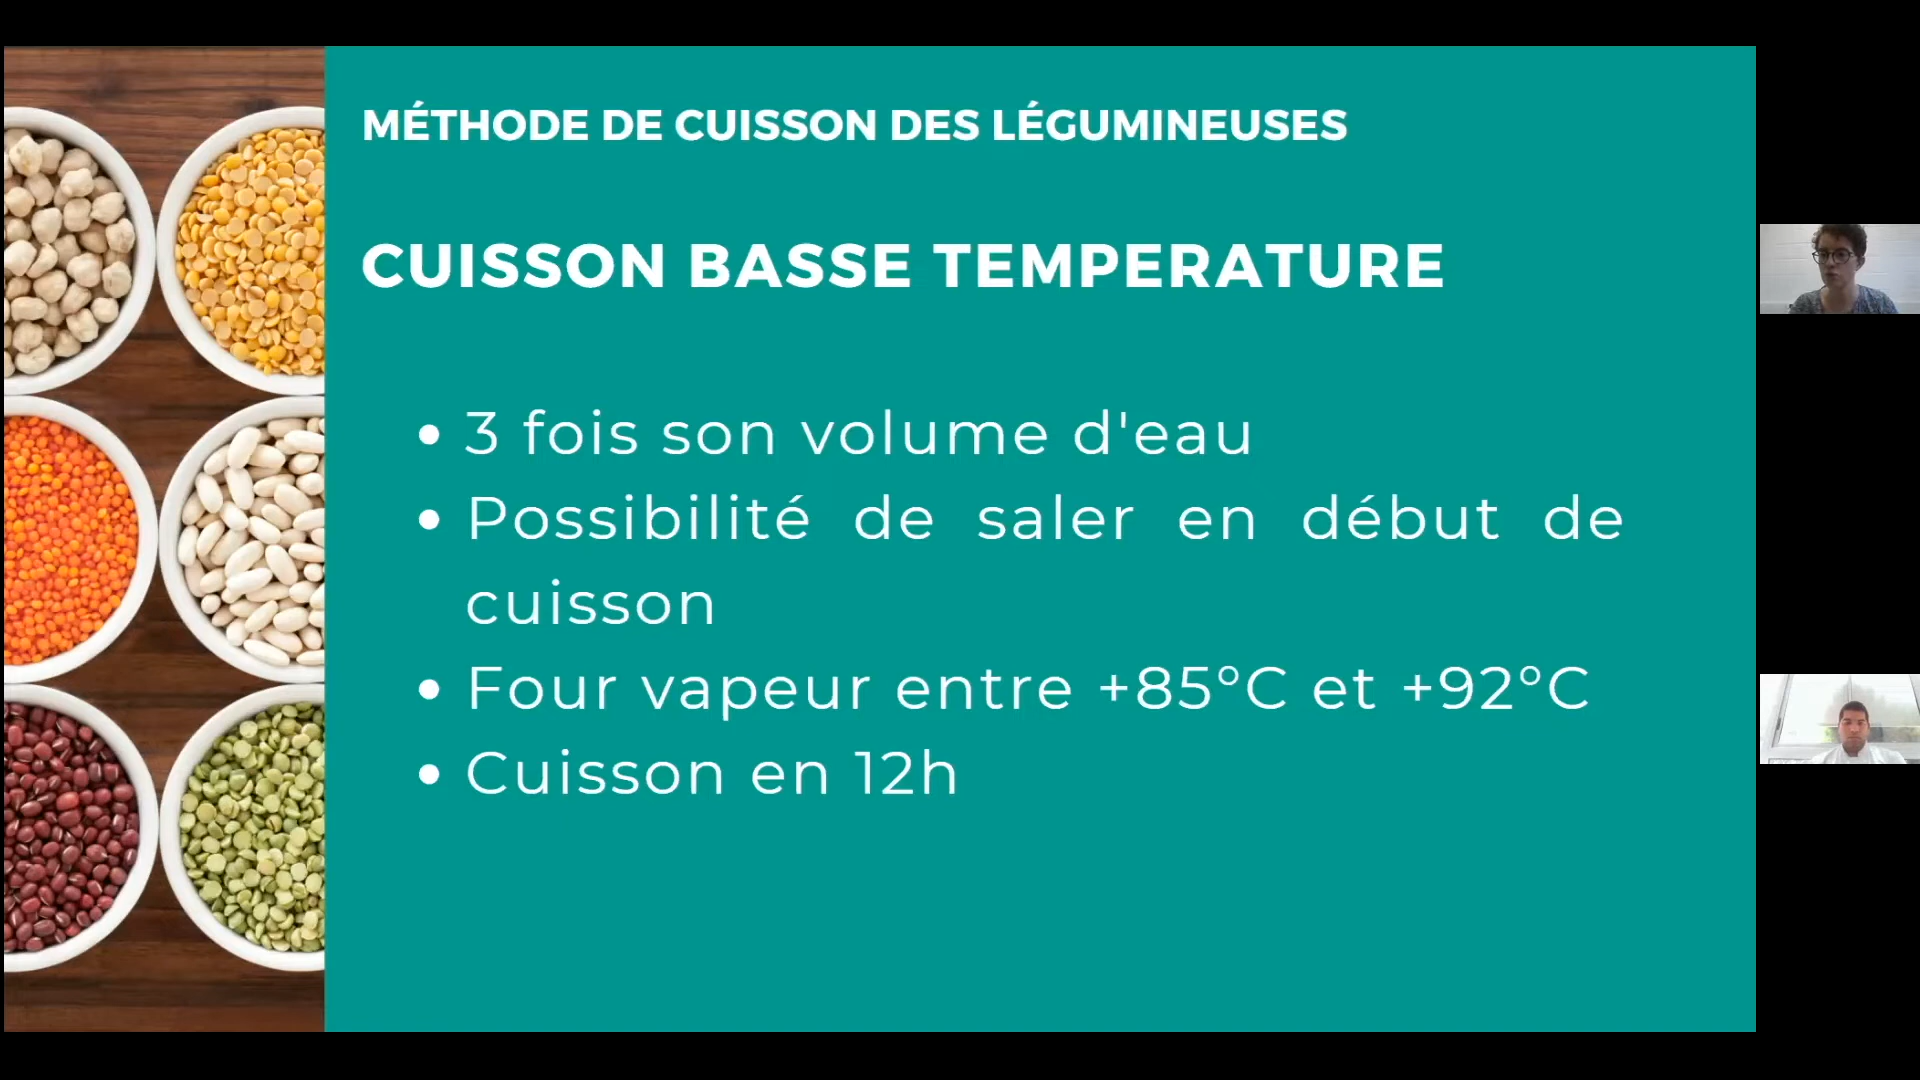 MÉTHODE DE CUISSON DES LÉGUMINEUSES
CUISSON BASSE TEMPERATURE
• 3 fois son volume d'eau
• Possibilité de saler en début de
cuisson
• Four vapeur entre +85°C et +92°C
• Cuisson en 12h